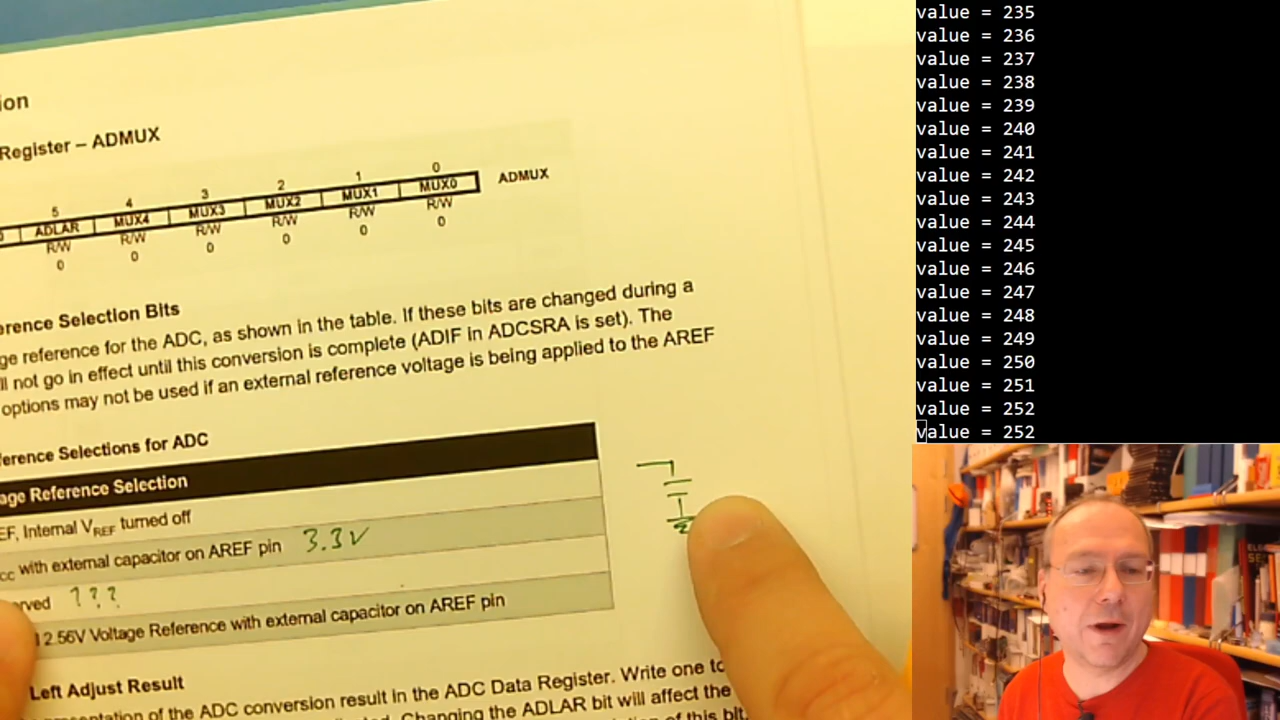 ion
Register – ADMUX
5 4 3 2 1 0
ADLAR MUX4 MUX3 MUX2 MUX1 MUX0 ADMUX
R/W R/W R/W R/W R/W R/W
0 0 0 0 0 0
erence Selection Bits
ge reference for the ADC, as shown in the table. If these bits are changed during a
ll not go in effect until this conversion is complete (ADIF in ADCSRA is set). The
options may not be used if an external reference voltage is being applied to the AREF
erence Selections for ADC
age Reference Selection
EF, Internal VREF turned off
CC with external capacitor on AREF pin 3.3V
rved ???
2.56V Voltage Reference with external capacitor on AREF pin
Left Adjust Result
of the ADC conversion result in the ADC Data Register. Write one to
Changing the ADLAR bit will affect the
of this bit,
value = 235
value = 236
value = 237
value = 238
value = 239
value = 240
value = 241
value = 242
value = 243
value = 244
value = 245
value = 246
value = 247
value = 248
value = 249
value = 250
value = 251
value = 252
value = 252